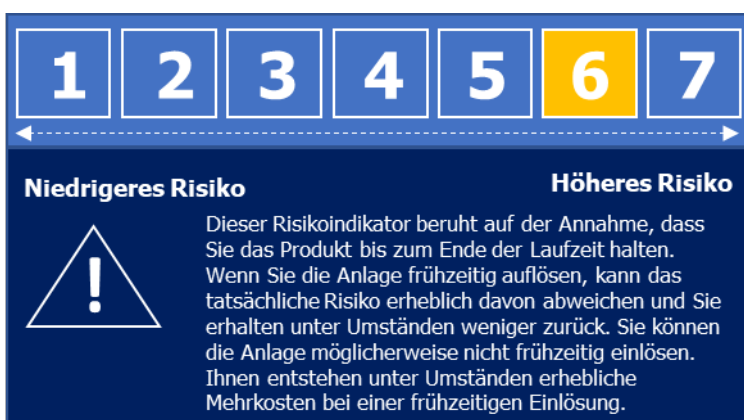 1 2 3 4 5 6 7
Niedrigeres Risiko Höheres Risiko
!
Dieser Risikoindikator beruht auf der Annahme, dass
Sie das Produkt bis zum Ende der Laufzeit halten.
Wenn Sie die Anlage frühzeitig auflösen, kann das
tatsächliche Risiko erheblich davon abweichen und Sie
erhalten unter Umständen weniger zurück. Sie können
die Anlage möglicherweise nicht frühzeitig einlösen.
Ihnen entstehen unter Umständen erhebliche
Mehrkosten bei einer frühzeitigen Einlösung.